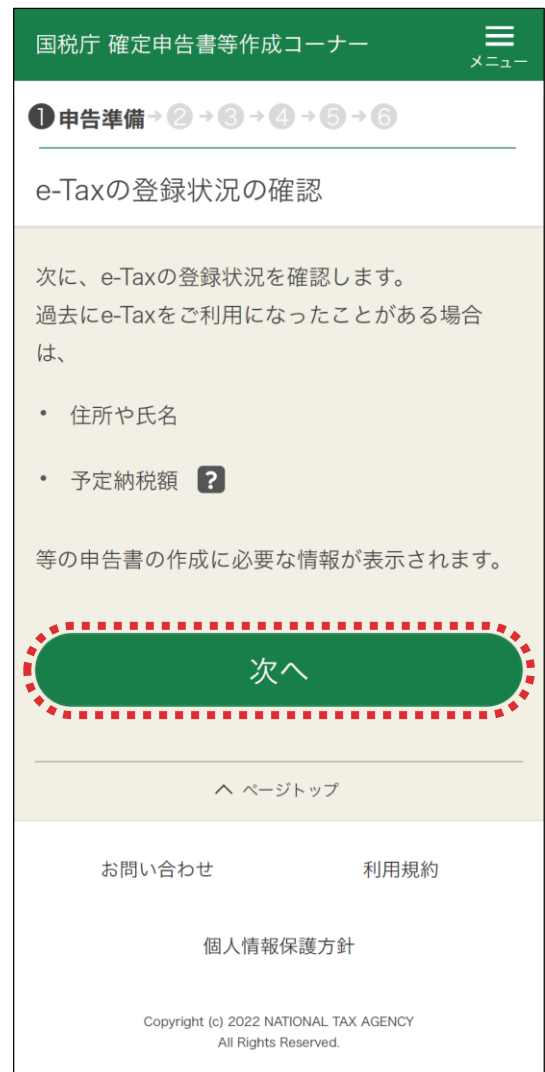 国税庁 確定申告書等作成コーナー
メニュー
❶申告準備→②→③→④→⑤→⑥
e-Taxの登録状況の確認
次に、e-Taxの登録状況を確認します。
過去にe-Taxをご利用になったことがある場合
は、
・ 住所や氏名
・ 予定納税額 ?
等の申告書の作成に必要な情報が表示されます。
次へ
ページトップ
お問い合わせ 利用規約
個人情報保護方針
Copyright (c) 2022 NATIONAL TAX AGENCY
All Rights Reserved.